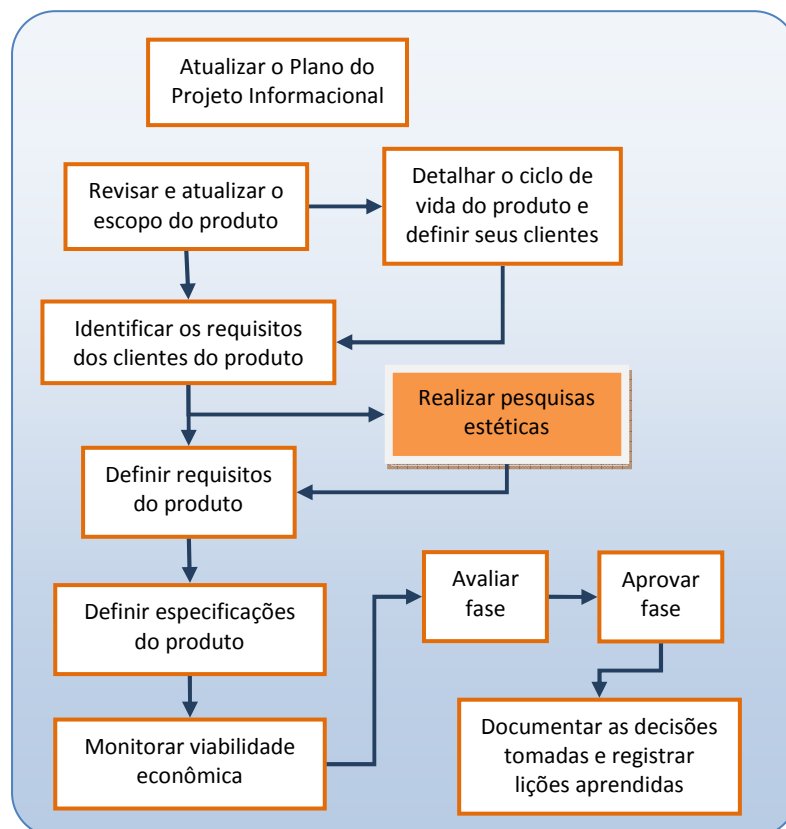 Atualizar o Plano do
Projeto Informacional
Revisar e atualizar o
escopo do produto
Detalhar o ciclo de
vida do produto e
definir seus clientes
Identificar os requisitos
dos clientes do produto
Realizar pesquisas
estéticas
Definir requisitos
do produto
Definir especificações
do produto
Monitorar viabilidade
econômica
Avaliar
fase
Aprovar
fase
Documentar as decisões
tomadas e registrar
lições aprendidas